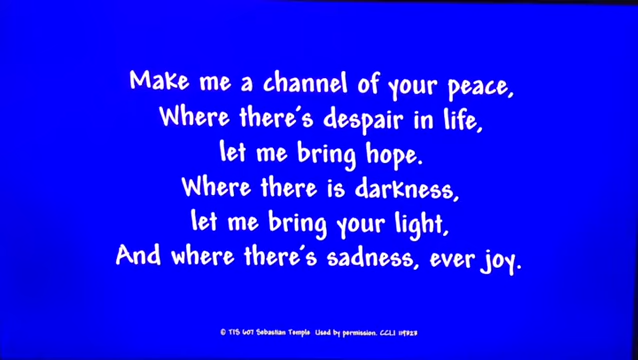 Make me a channel of your peace,
Where there's despair in life,
let me bring hope.
Where there is darkness,
let me bring your light,
And where there's sadness, ever joy.
© TIS 607 Sebastian Temple Used by permission. CCLI 119323